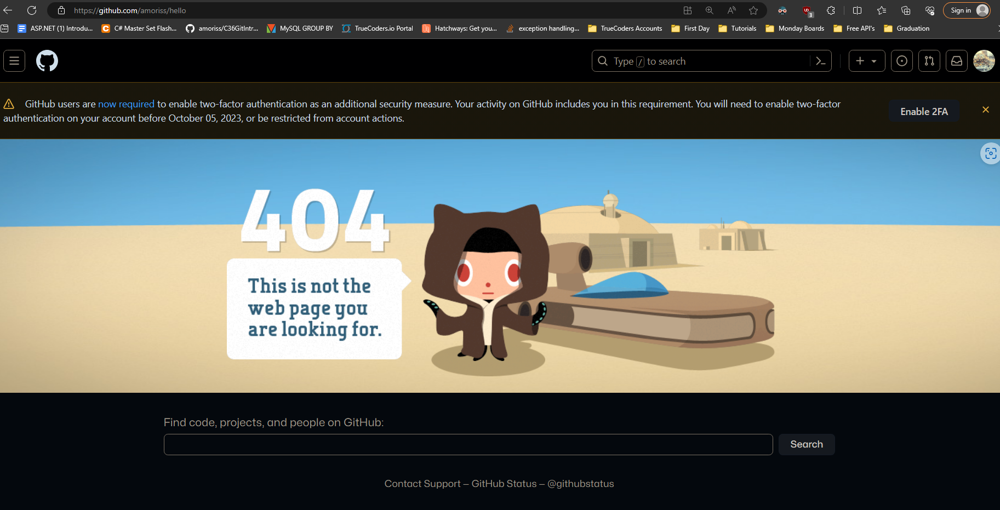 https://github.com/amoriss/hello
Sign in
ASP.NET (1) Introdu...
C# Master Set Flash...
amoriss/C36GitIntr...
MySQL GROUP BY
TrueCoders.io Portal
Hatchways: Get you...
exception handling...
TrueCoders Accounts
First Day
Tutorials
Monday Boards
Free API's
Graduation
Type / to search
GitHub users are now required to enable two-factor authentication as an additional security measure. Your activity on GitHub includes you in this requirement. You will need to enable two-factor
authentication on your account before October 05, 2023, or be restricted from account actions.
Enable 2FA
404
This is not the
web page you
are looking for.
Find code, projects, and people on GitHub:
Search
Contact Support — GitHub Status — @githubstatus